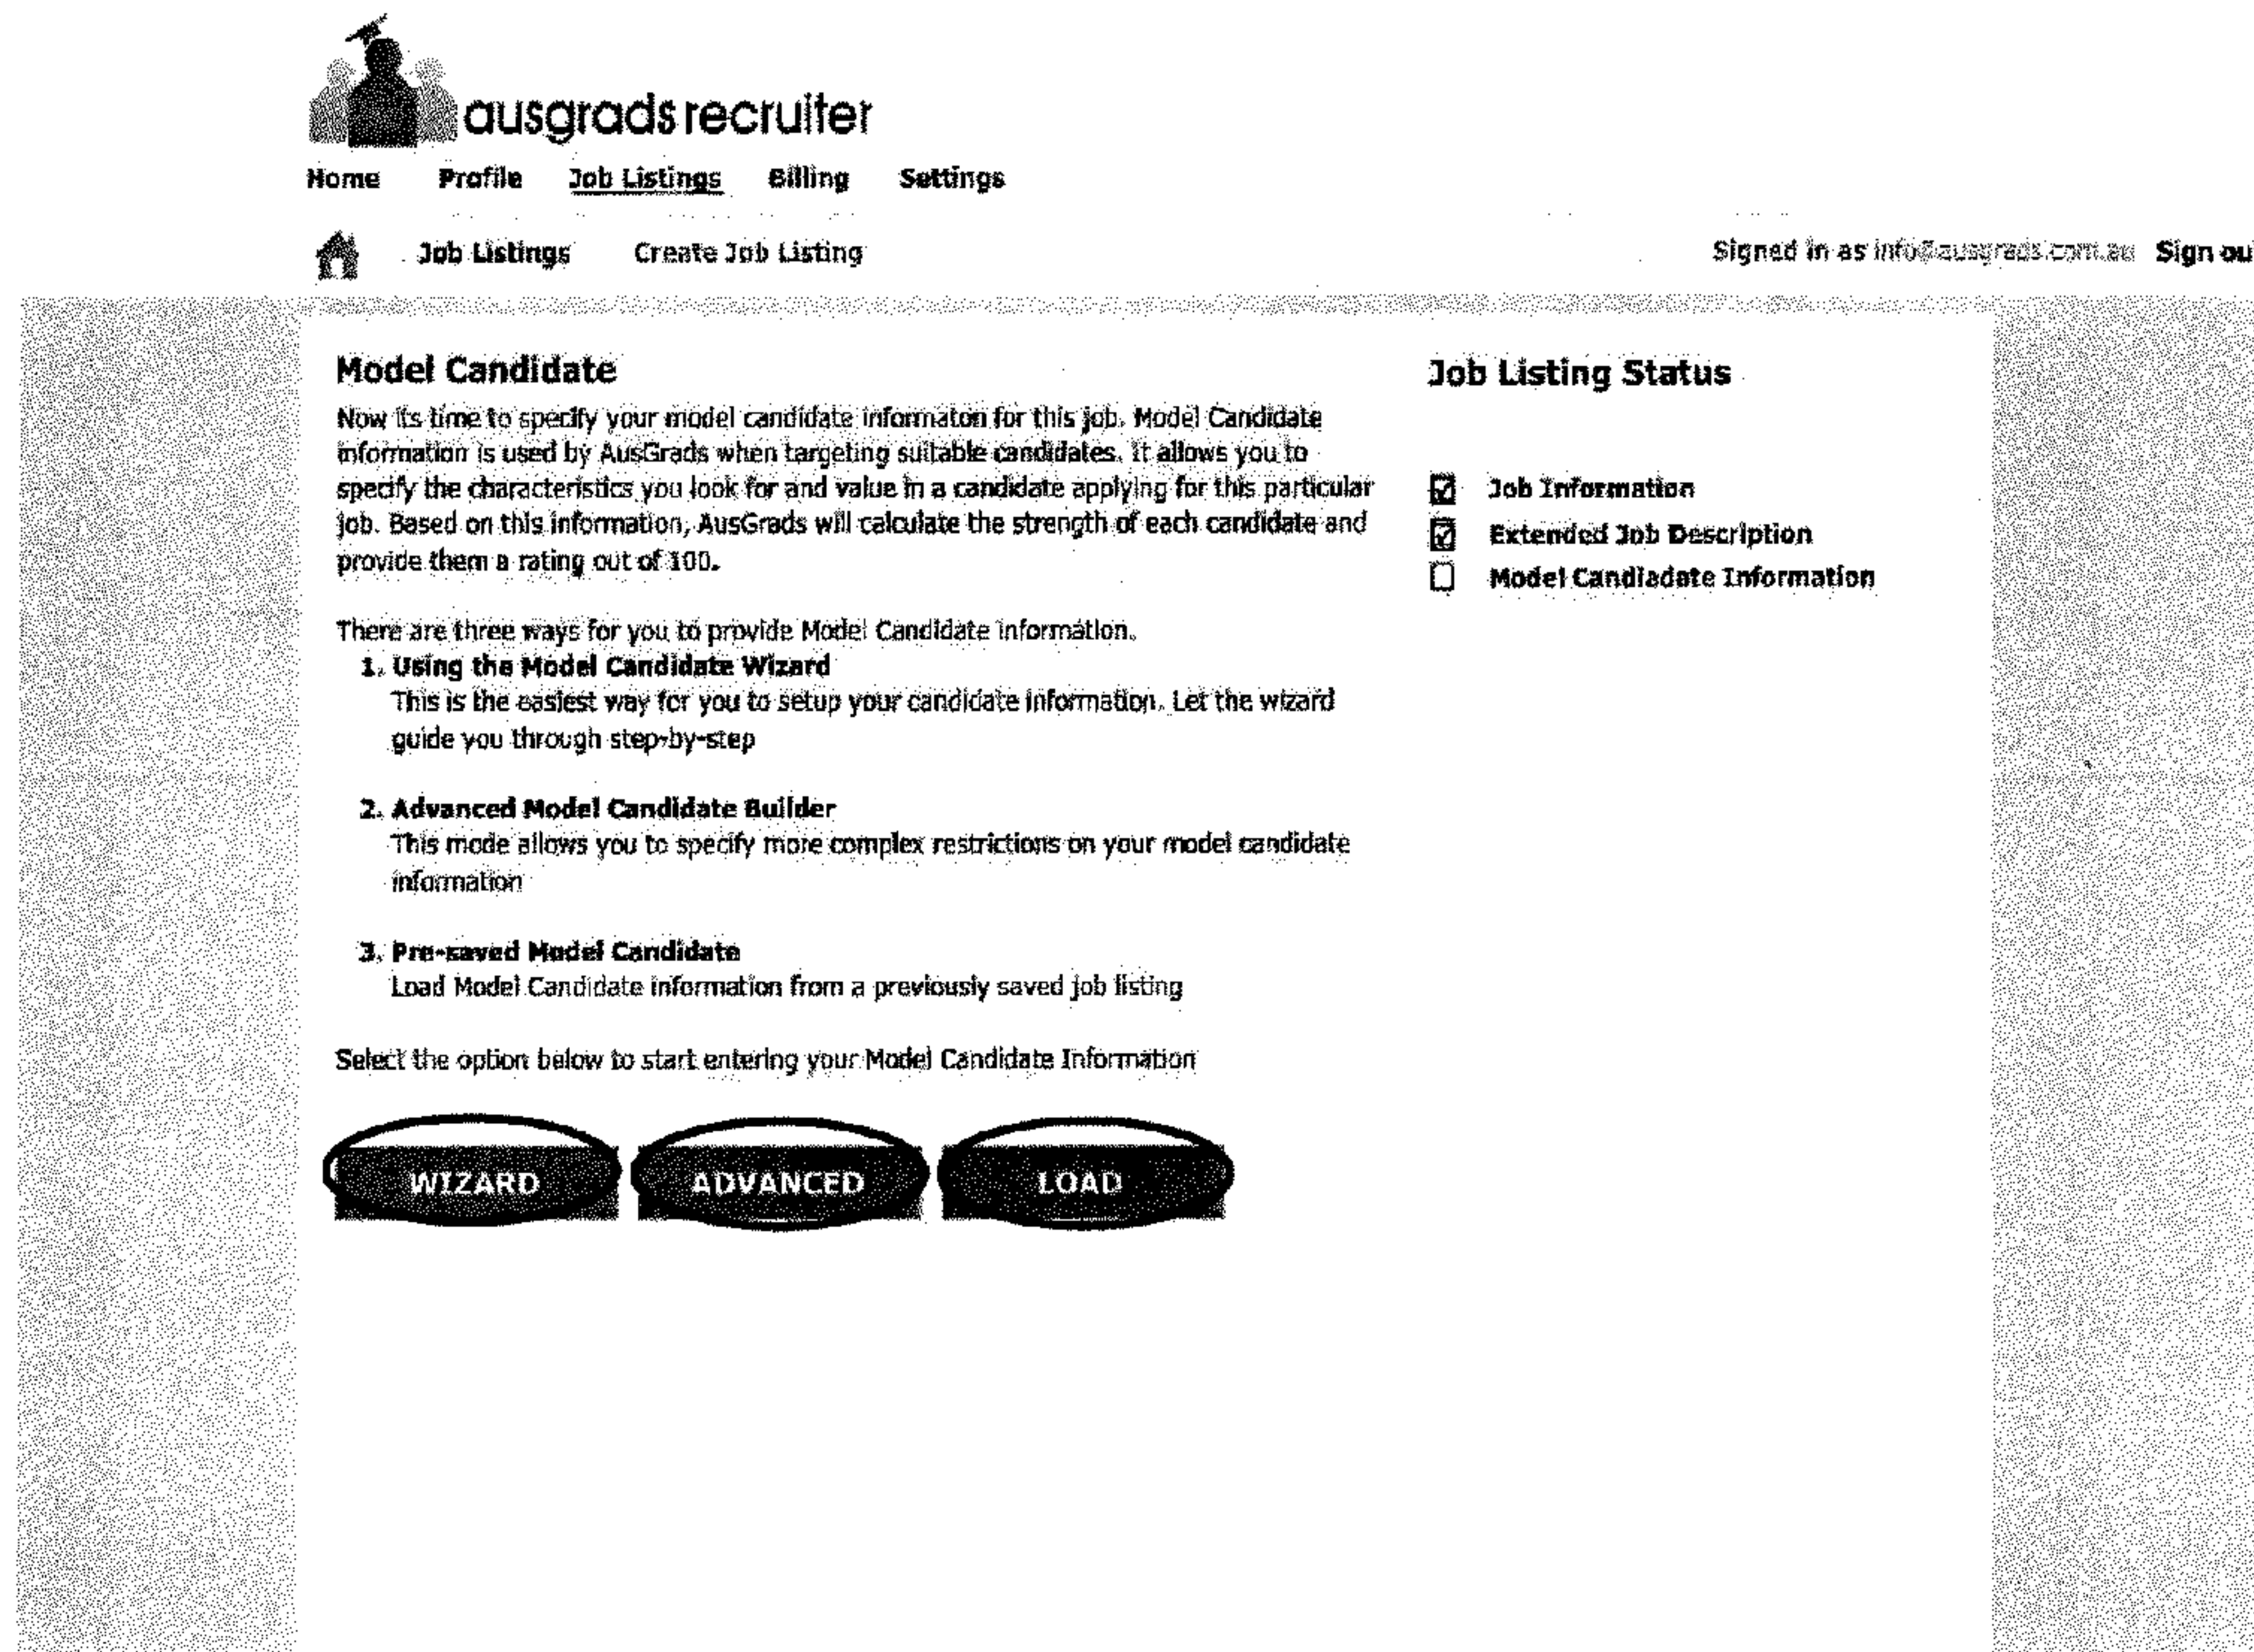 ausgrads recruiter
Home Profile Job Listings Billing Settings
Job Listings Create Job Listing Signed in as info@ausgrads.com.au Sign ou
Model Candidate
Now its time to specify your model candidate informaton for this job. Model Candidate
information is used by AusGrads when targeting suitable candidates. It allows you to
specify the characteristics you look for and value in a candidate applying for this particular
job. Based on this information, AusGrads will calculate the strength of each candidate and
provide them a rating out of 100.
There are three ways for you to provide Model Candidate information.
1. Using the Model Candidate Wizard
This is the easiest way for you to setup your candidate information. Let the wizard
guide you through step-by-step
2. Advanced Model Candidate Builder
This mode allows you to specify more complex restrictions on your model candidate
information
3. Pre-saved Model Candidate
Load Model Candidate information from a previously saved job listing
Select the option below to start entering your Model Candidate Information
WIZARD ADVANCED LOAD
Job Listing Status
Job Information
Extended Job Description
Model Candiadate Information